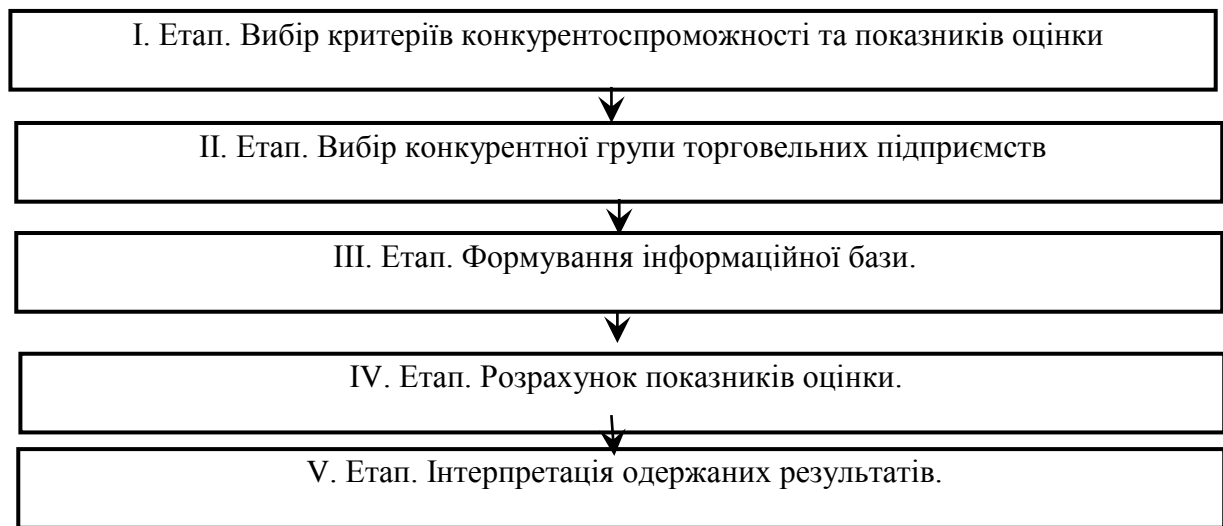 І. Етап. Вибір критеріїв конкурентоспроможності та показників оцінки
ІІ. Етап. Вибір конкурентної групи торговельних підприємств
ІІІ. Етап. Формування інформаційної бази.
IV. Етап. Розрахунок показників оцінки.
V. Етап. Інтерпретація одержаних результатів.